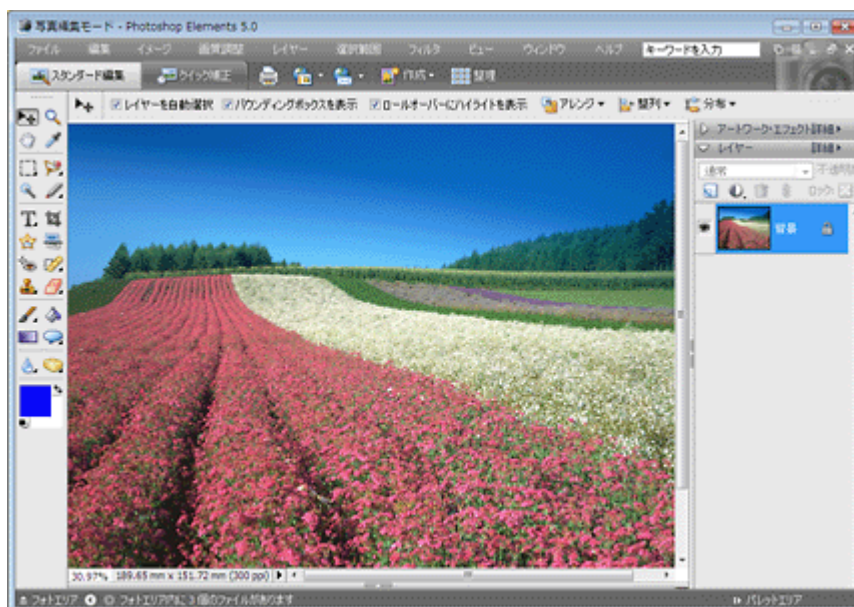 写真編集モード - Photoshop Elements 5.0
ファイル 編集 イメージ 画質調整 レイヤー 選択範囲 フィルタ ビュー ウィンドウ ヘルプ キーワードを入力
スタンダード編集 クイック補正 作成 整理
レイヤーを自動選択 バウンディングボックスを表示 ロールオーバーにハイライトを表示 アレンジ 整列 分布
アートワーク・エフェクト 詳細
レイヤー 詳細
通常 不透明
ロック:
背景
30.97% 189.65 mm x 151.72 mm (300 ppi)
フォトエリア フォトエリア内に 3 個のファイルがあります パレットエリア